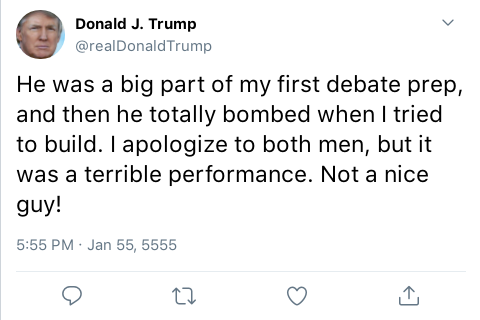 Donald J. Trump
@realDonaldTrump
He was a big part of my first debate prep,
and then he totally bombed when I tried
to build. I apologize to both men, but it
was a terrible performance. Not a nice
guy!
5:55 PM · Jan 55, 5555